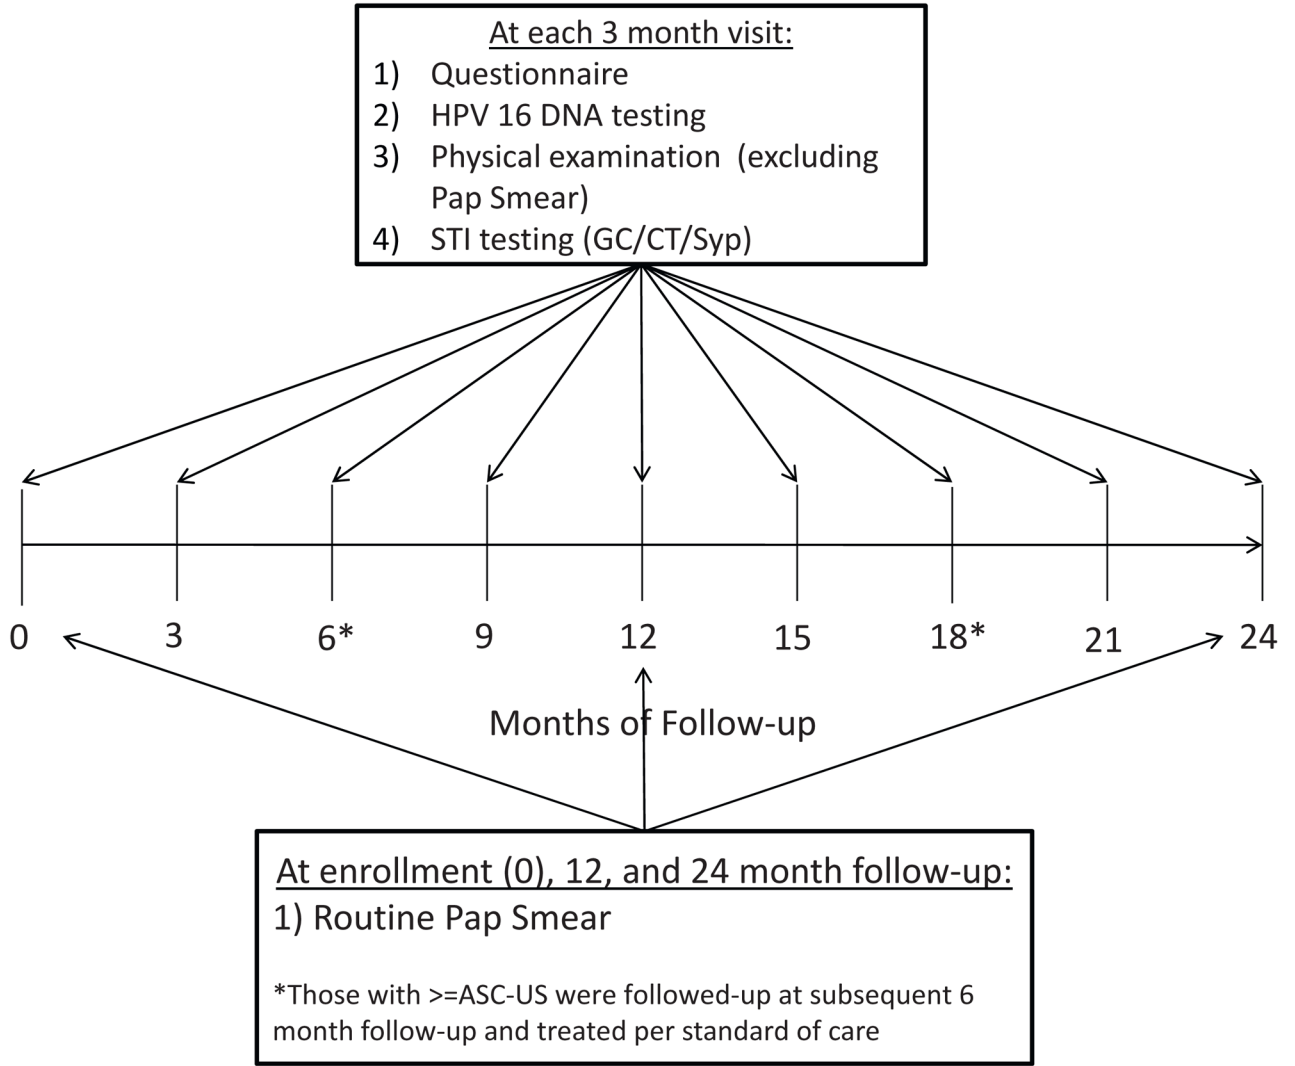 At each 3 month visit:
1) Questionnaire
2) HPV 16 DNA testing
3) Physical examination (excluding
Pap Smear)
4) STI testing (GC/CT/Syp)
0 3 6* 9 12 15 18* 21 24
Months of Follow-up
At enrollment (0), 12, and 24 month follow-up:
1) Routine Pap Smear
*Those with >=ASC-US were followed-up at subsequent 6
month follow-up and treated per standard of care